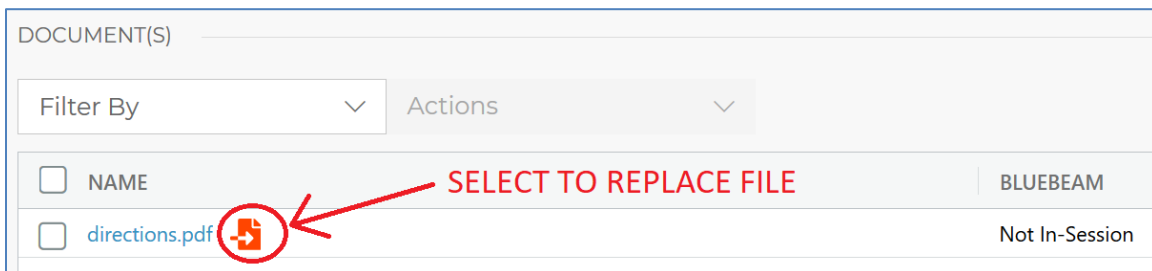 DOCUMENT(S)
Filter By Actions
NAME SELECT TO REPLACE FILE BLUEBEAM
directions.pdf Not In-Session